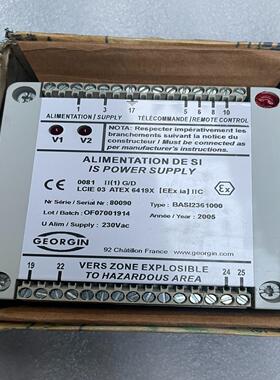 1 3 17 5 6 8 10
ALIMENTATION / SUPPLY TÉLÉCOMMANDE / REMOTE CONTROL
V1 V2
NOTA: Respecter impérativement les
branchements suivant la notice du
constructeur / Must be connected as
per manufacturer's instructions.
ALIMENTATION DE SI
IS POWER SUPPLY
CE 0081 II(1) G/D
LCIE 03 ATEX 6419X [EEx ia] IIC
Ex
Nr Série / Serial Nr : 80090 Type : BASI2361000
Lot / Batch : OF07001914 Année / Year : 2005
U Alim / Supply : 230Vac
GEORGIN
92 Châtillon France www.georgin.com
VERS ZONE EXPLOSIBLE
TO HAZARDOUS AREA
19 22 24 25